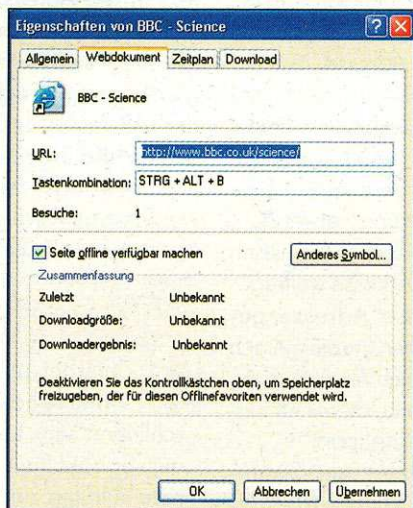 Eigenschaften von BBC - Science
Allgemein Webdokument Zeitplan Download
BBC - Science
URL: http://www.bbc.co.uk/science/
Tastenkombination: STRG + ALT + B
Besuche: 1
Seite offline verfügbar machen Anderes Symbol...
Zusammenfassung
Zuletzt Unbekannt
Downloadgröße: Unbekannt
Downloadergebnis: Unbekannt
Deaktivieren Sie das Kontrollkästchen oben, um Speicherplatz
freizugeben, der für diesen Offlinefavoriten verwendet wird.
OK Abbrechen Übernehmen